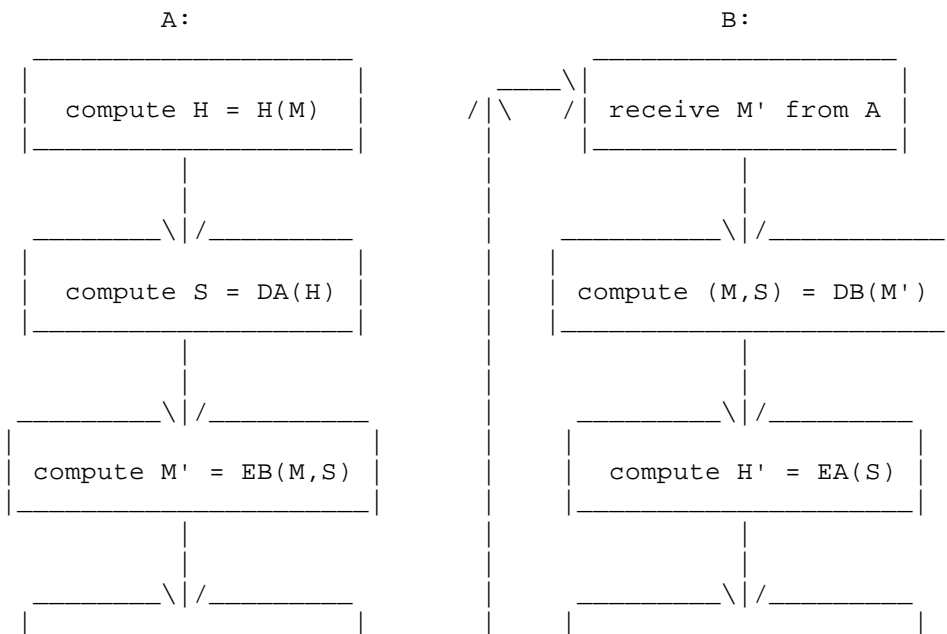 A: B:
compute H = H(M) receive M' from A
compute S = DA(H) compute (M,S) = DB(M')
compute M' = EB(M,S) compute H' = EA(S)